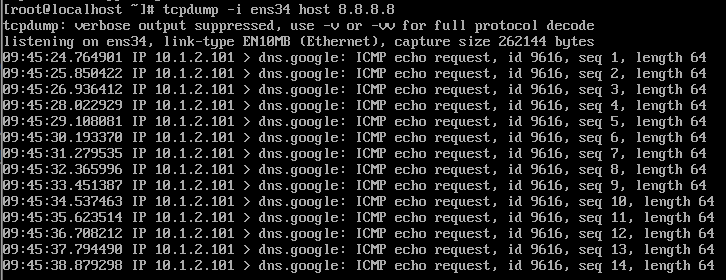 [root@localhost ~]# tcpdump -i ens34 host 8.8.8.8
tcpdump: verbose output suppressed, use -v or -vv for full protocol decode
listening on ens34, link-type EN10MB (Ethernet), capture size 262144 bytes
09:45:24.764901 IP 10.1.2.101 > dns.google: ICMP echo request, id 9616, seq 1, length 64
09:45:25.850422 IP 10.1.2.101 > dns.google: ICMP echo request, id 9616, seq 2, length 64
09:45:26.936412 IP 10.1.2.101 > dns.google: ICMP echo request, id 9616, seq 3, length 64
09:45:28.022929 IP 10.1.2.101 > dns.google: ICMP echo request, id 9616, seq 4, length 64
09:45:29.108081 IP 10.1.2.101 > dns.google: ICMP echo request, id 9616, seq 5, length 64
09:45:30.193370 IP 10.1.2.101 > dns.google: ICMP echo request, id 9616, seq 6, length 64
09:45:31.279535 IP 10.1.2.101 > dns.google: ICMP echo request, id 9616, seq 7, length 64
09:45:32.365996 IP 10.1.2.101 > dns.google: ICMP echo request, id 9616, seq 8, length 64
09:45:33.451387 IP 10.1.2.101 > dns.google: ICMP echo request, id 9616, seq 9, length 64
09:45:34.537463 IP 10.1.2.101 > dns.google: ICMP echo request, id 9616, seq 10, length 64
09:45:35.623514 IP 10.1.2.101 > dns.google: ICMP echo request, id 9616, seq 11, length 64
09:45:36.708212 IP 10.1.2.101 > dns.google: ICMP echo request, id 9616, seq 12, length 64
09:45:37.794490 IP 10.1.2.101 > dns.google: ICMP echo request, id 9616, seq 13, length 64
09:45:38.879298 IP 10.1.2.101 > dns.google: ICMP echo request, id 9616, seq 14, length 64